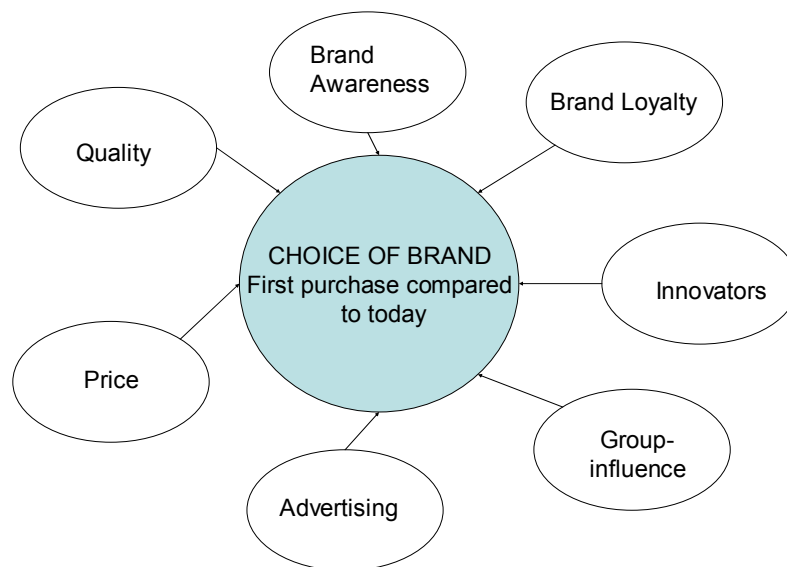 Brand
Awareness
Brand Loyalty
Quality
CHOICE OF BRAND
First purchase compared
to today
Innovators
Price
Group-
influence
Advertising